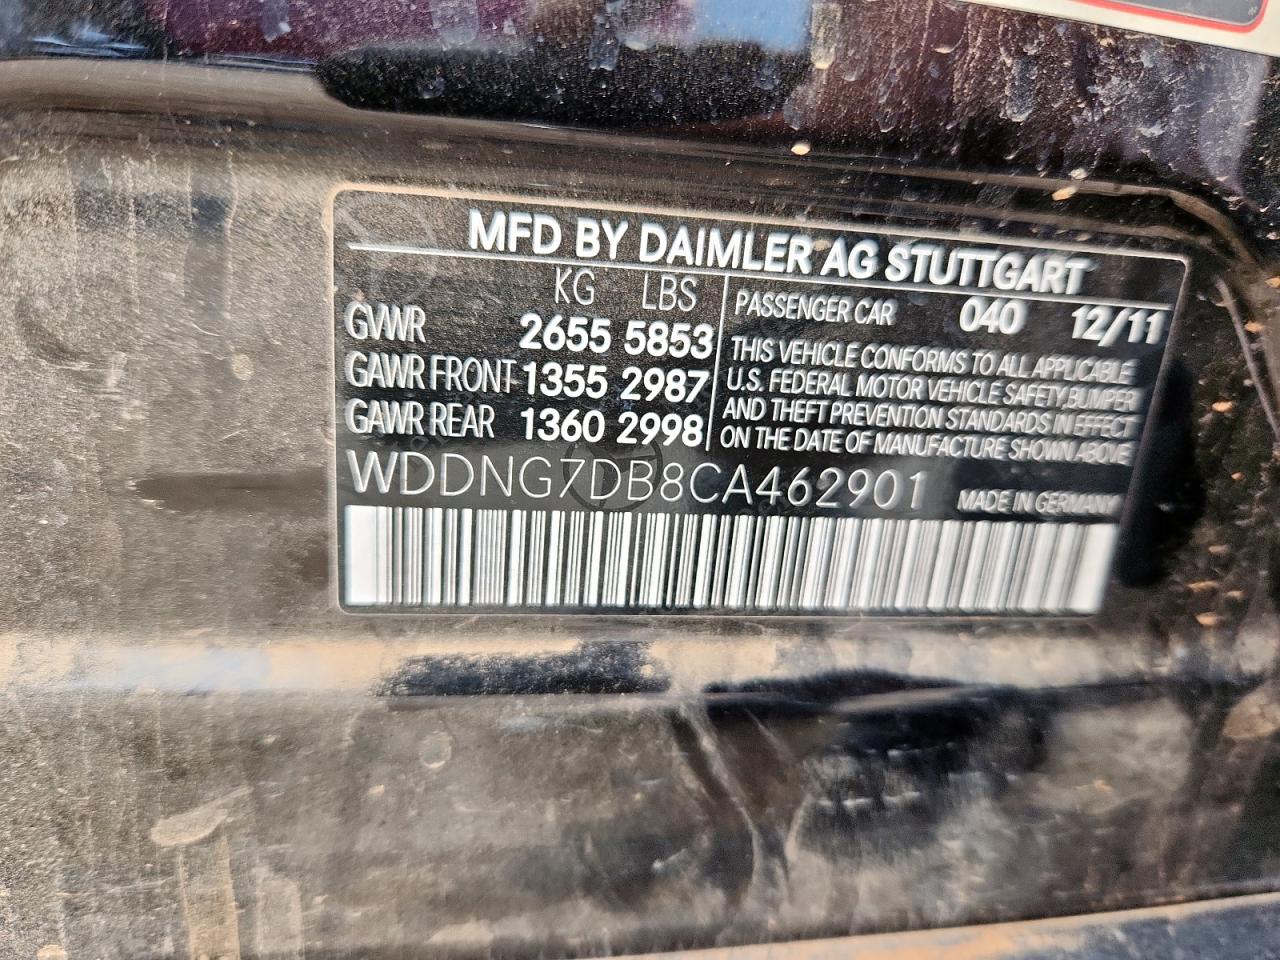 MFD BY DAIMLER AG STUTTGART
KG LBS
GVWR 2655 5853
GAWR FRONT 1355 2987
GAWR REAR 1360 2998
PASSENGER CAR 040 12/11
THIS VEHICLE CONFORMS TO ALL APPLICABLE
U.S. FEDERAL MOTOR VEHICLE SAFETY,BUMPER
AND THEFT PREVENTION STANDARDS IN EFFECT
ON THE DATE OF MANUFACTURE SHOWN ABOVE.
WDDNG7DB8CA462901
MADE IN GERMANY